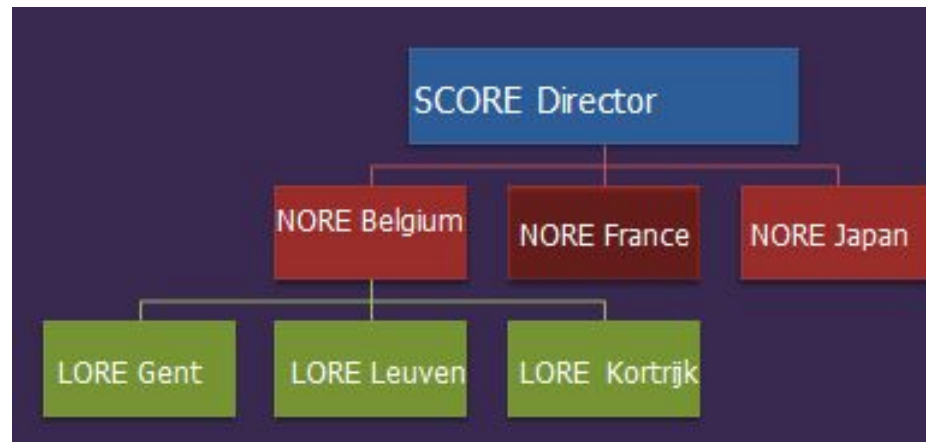 SCORE Director
NORE Belgium
NORE France
NORE Japan
LORE Gent
LORE Leuven
LORE Kortrijk